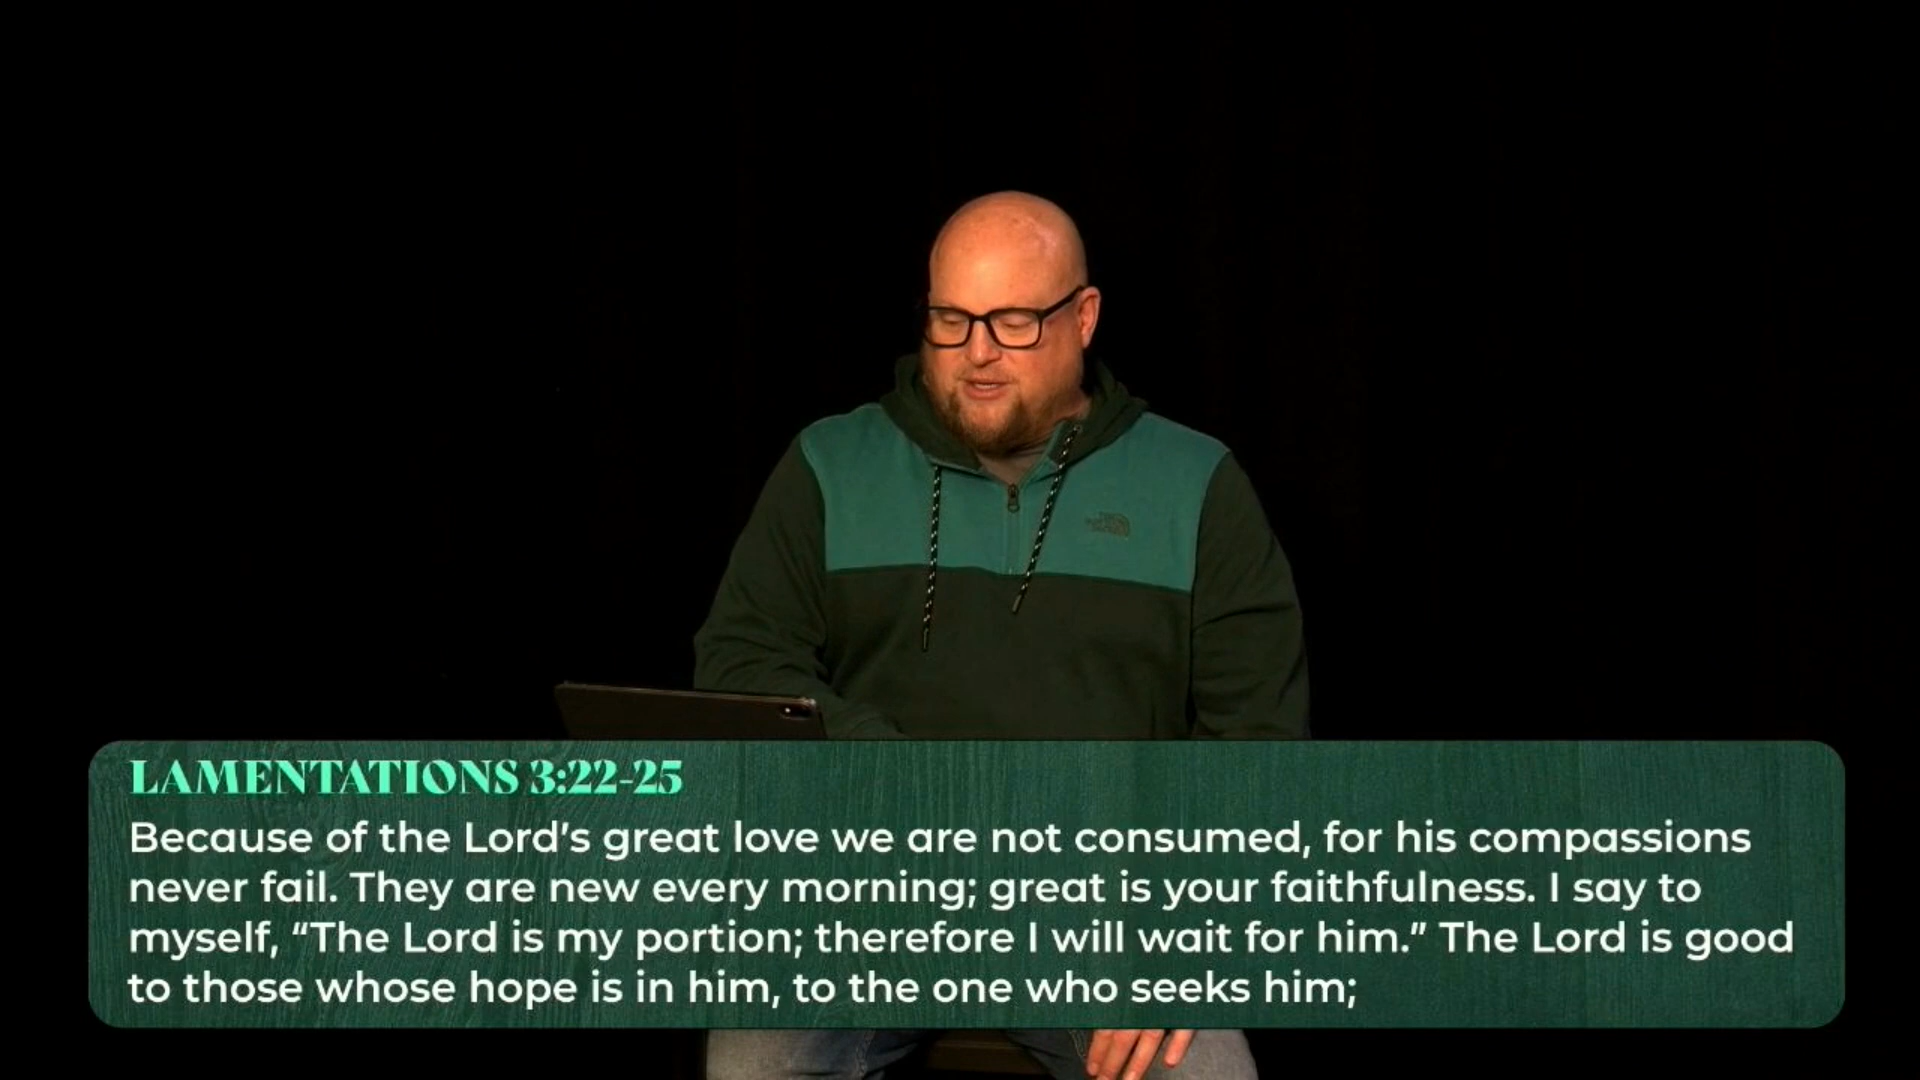 LAMENTATIONS 3:22-25
Because of the Lord's great love we are not consumed, for his compassions
never fail. They are new every morning; great is your faithfulness. I say to
myself, “The Lord is my portion; therefore I will wait for him.” The Lord is good
to those whose hope is in him, to the one who seeks him;